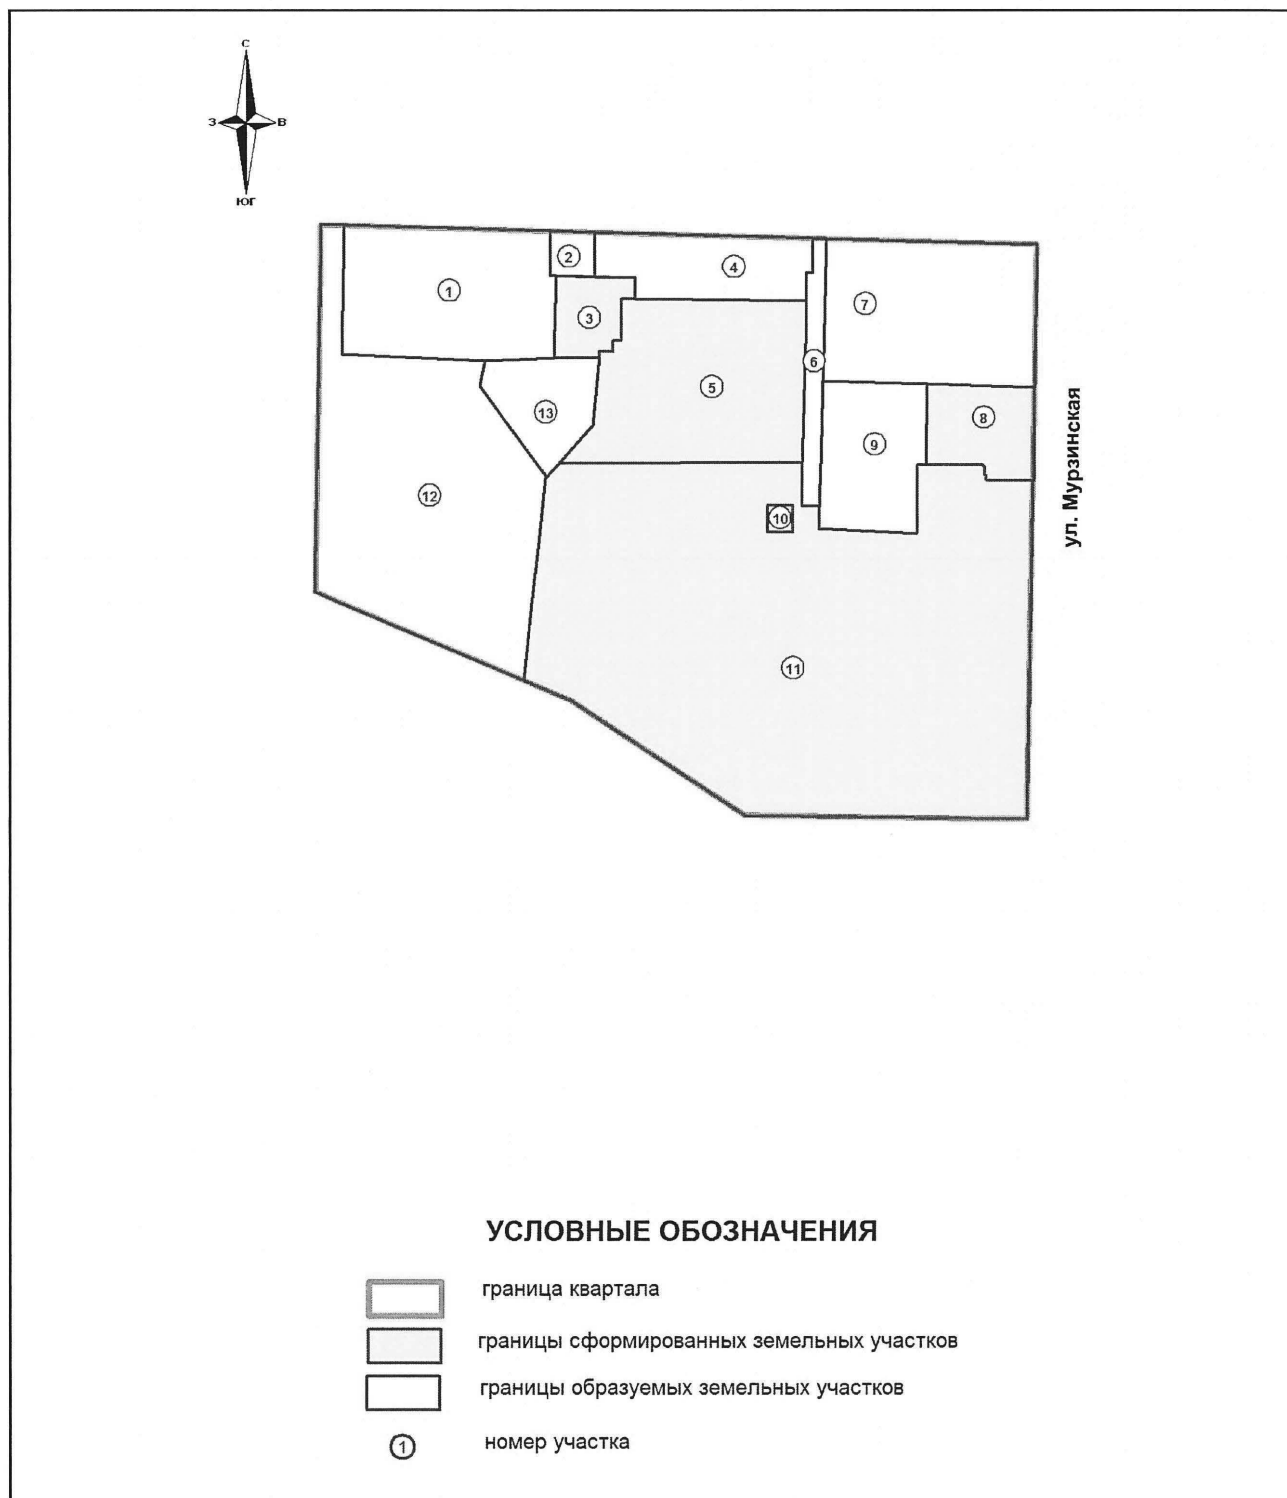 С
З В
ЮГ
1
2
3
4
5
6
7
8
9
10
11
12
13
ул. Мурзинская
УСЛОВНЫЕ ОБОЗНАЧЕНИЯ
граница квартала
границы сформированных земельных участков
границы образуемых земельных участков
1 номер участка